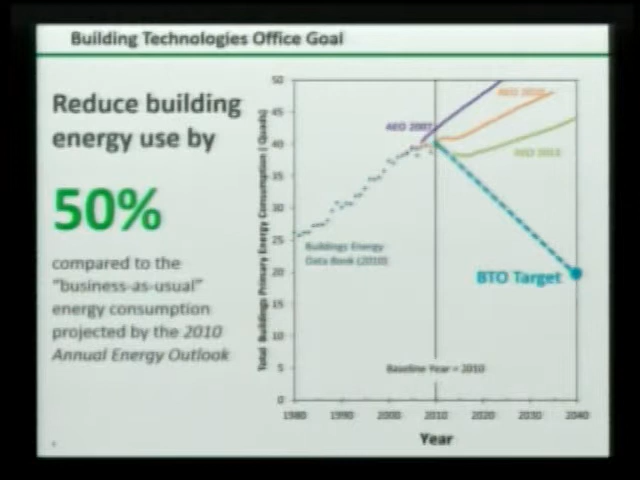 Building Technologies Office Goal
Reduce building
energy use by
50%
compared to the
"business-as-usual"
energy consumption
projected by the 2010
Annual Energy Outlook
Total Buildings Primary Energy Consumption (Quads)
50
45
40
35
30
25
20
15
10
5
0
AEO 2007
AEO 2010
Buildings Energy
Data Book (2010)
BTO Target
Baseline Year = 2010
1980
1990
2000
2010
2020
2030
2040
Year